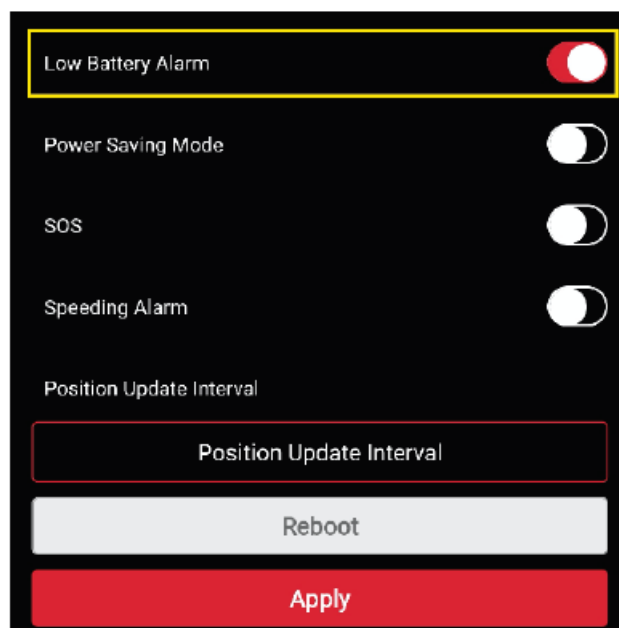 Low Battery Alarm
Power Saving Mode
SOS
Speeding Alarm
Position Update Interval
Position Update Interval
Reboot
Apply